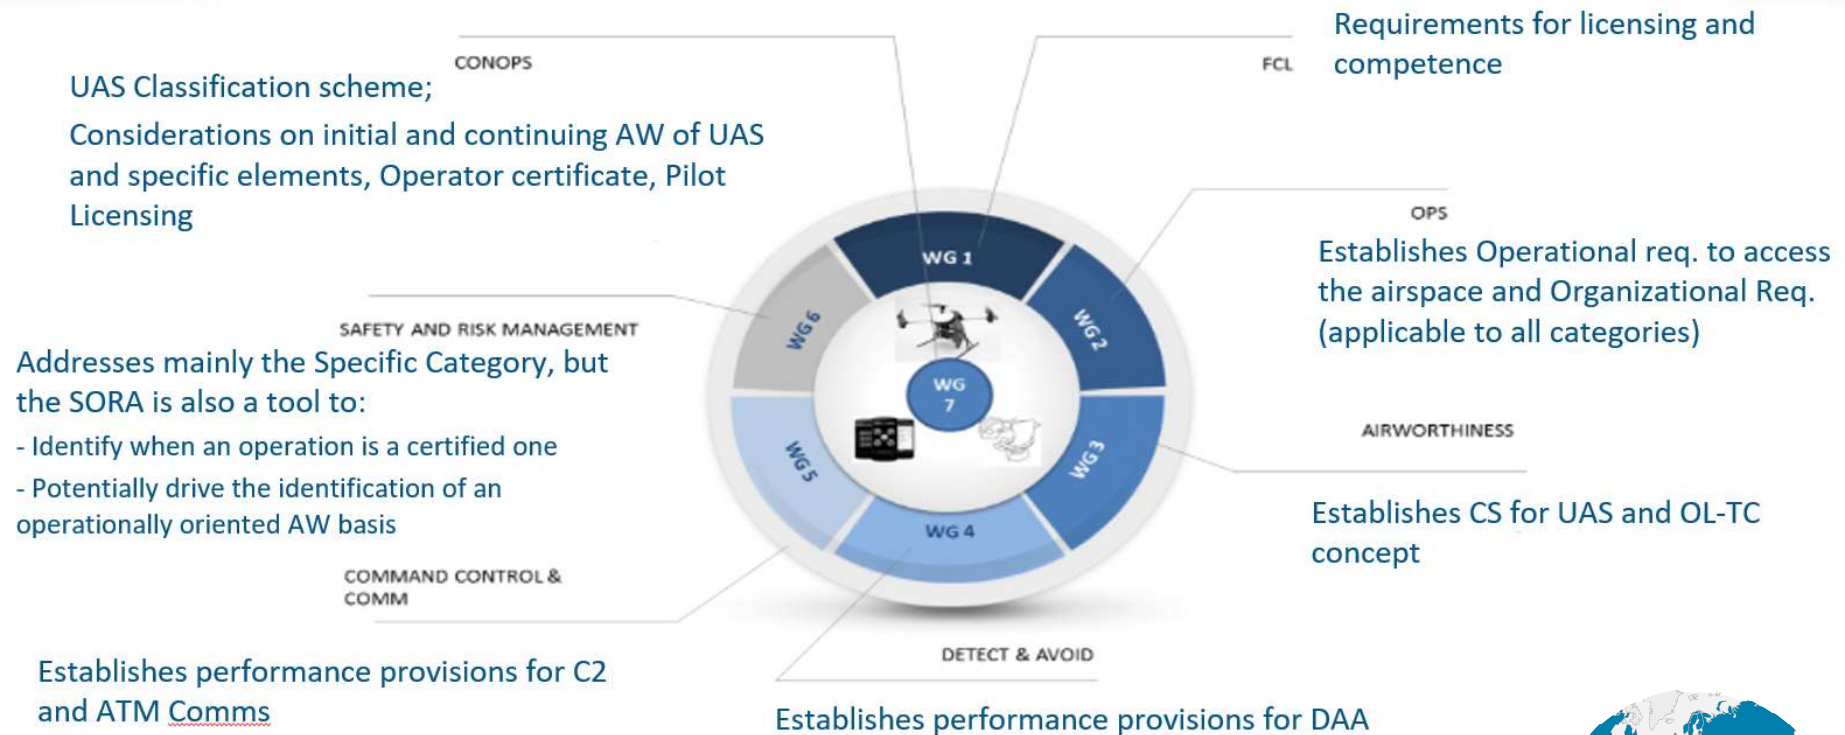 CONOPS
UAS Classification scheme;
Considerations on initial and continuing AW of UAS
and specific elements, Operator certificate, Pilot
Licensing
FCL
Requirements for licensing and
competence
OPS
Establishes Operational req. to access
the airspace and Organizational Req.
(applicable to all categories)
SAFETY AND RISK MANAGEMENT
Addresses mainly the Specific Category, but
the SORA is also a tool to:
- Identify when an operation is a certified one
- Potentially drive the identification of an
operationally oriented AW basis
WG 1
WG 2
WG 3
WG 4
WG 5
WG 6
WG
7
AIRWORTHINESS
Establishes CS for UAS and OL-TC
concept
COMMAND CONTROL &
COMM
Establishes performance provisions for C2
and ATM Comms
DETECT & AVOID
Establishes performance provisions for DAA